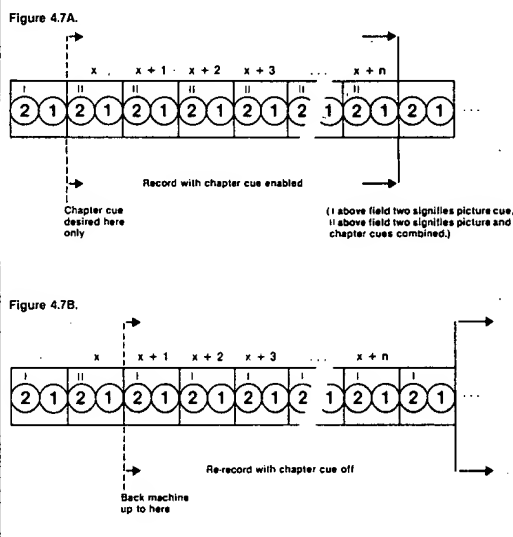 Figure 4.7A.
x x + 1 x + 2 x + 3 ... x + n
I II II II II II II
2 1 2 1 2 1 2 1 2 1 2 1 2 1 2 1 ...
Record with chapter cue enabled
Chapter cue
desired here
only
(I above field two signifies picture cue,
II above field two signifies picture and
chapter cues combined.)
Figure 4.7B.
x x + 1 x + 2 x + 3 ... x + n
I II I I I I I I
2 1 2 1 2 1 2 1 2 1 2 1 2 1 2 1 ...
Re-record with chapter cue off
Back machine
up to here